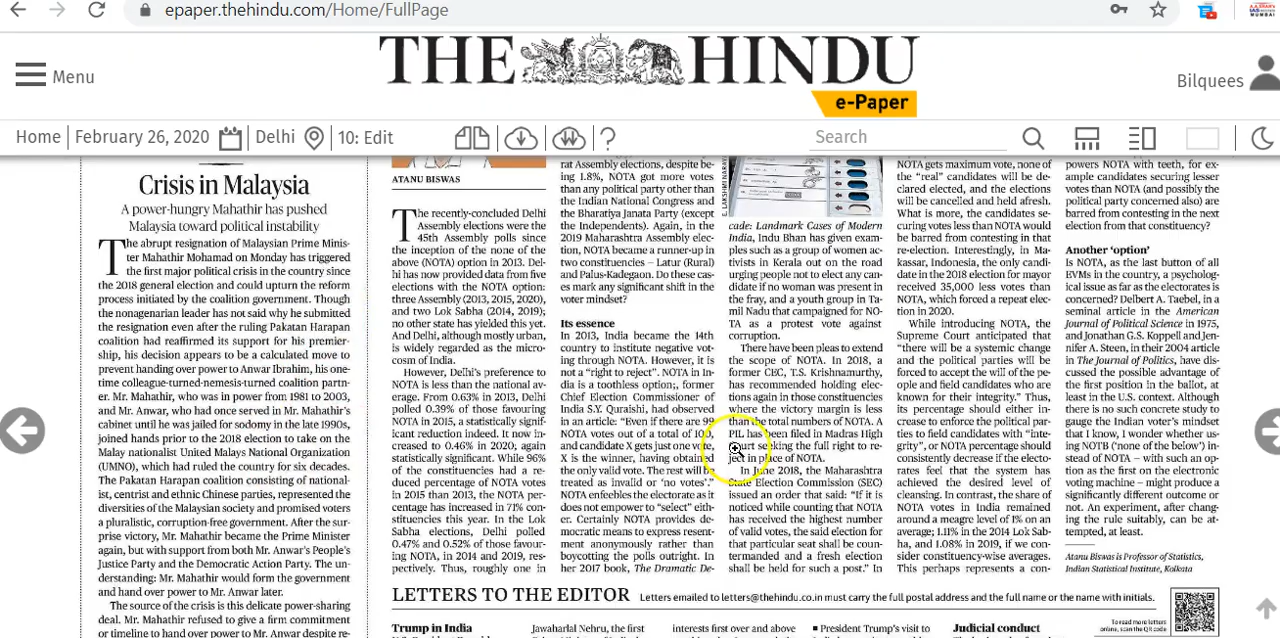 epaper.thehindu.com/Home/FullPage
Menu
THE HINDU
e-Paper
Bilquees
Home | February 26, 2020 | Delhi | 10: Edit
Search
Crisis in Malaysia
A power-hungry Mahathir has pushed
Malaysia toward political instability
The abrupt resignation of Malaysian Prime Minis-
ter Mahathir Mohamad on Monday has triggered
the first major political crisis in the country since
the 2018 general election and could upturn the reform
process initiated by the coalition government. Though
the nonagenarian leader has not said why he submitted
the resignation even after the ruling Pakatan Harapan
coalition had reaffirmed its support for his premier-
ship, his decision appears to be a calculated move to
prevent handing over power to Anwar Ibrahim, his one-
time colleague-turned-nemesis-turned coalition partn-
er. Mr. Mahathir, who was in power from 1981 to 2003,
and Mr. Anwar, who had once served in Mr. Mahathir's
cabinet until he was jailed for sodomy in the late 1990s,
joined hands prior to the 2018 election to take on the
Malay nationalist United Malays National Organization
(UMNO), which had ruled the country for six decades.
The Pakatan Harapan coalition consisting of national-
ist, centrist and ethnic Chinese parties, represented the
diversities of the Malaysian society and promised voters
a pluralistic, corruption-free government. After the sur-
prise victory, Mr. Mahathir became the Prime Minister
again, but with support from both Mr. Anwar's People's
Justice Party and the Democratic Action Party. The un-
derstanding: Mr. Mahathir would form the government
and hand over power to Mr. Anwar later.
The source of the crisis is this delicate power-sharing
deal. Mr. Mahathir refused to give a firm commitment
or timeline to hand over power to Mr. Anwar despite re-
ATANU BISWAS
The recently-concluded Delhi
Assembly elections were the
45th Assembly polls since
the inception of the none of the
above (NOTA) option in 2013. Del-
hi has now provided data from five
elections with the NOTA option:
three Assembly (2013, 2015, 2020),
and two Lok Sabha (2014, 2019);
no other state has yielded this yet.
And Delhi, although mostly urban,
is widely regarded as the micro-
cosm of India.
However, Delhi's preference to
NOTA is less than the national av-
erage. From 0.63% in 2013, Delhi
polled 0.39% of those favouring
NOTA in 2015, a statistically signif-
icant reduction indeed. It now in-
creased to 0.46% in 2020, again
statistically significant. While 96%
of the constituencies had a re-
duced percentage of NOTA votes
in 2015 than 2013, the NOTA per-
centage has increased in 71% con-
stituencies this year. In the Lok
Sabha elections, Delhi polled
0.47% and 0.52% of those favour-
ing NOTA, in 2014 and 2019, res-
pectively. Thus, roughly one in
rat Assembly elections, despite be-
ing 1.8%, NOTA got more votes
than any political party other than
the Indian National Congress and
the Bharatiya Janata Party (except
the Independents). Again, in the
2019 Maharashtra Assembly elec-
tion, NOTA became a runner-up in
two constituencies – Latur (Rural)
and Palus-Kadegaon. Do these cas-
es mark any significant shift in the
voter mindset?
Its essence
In 2013, India became the 14th
country to institute negative vot-
ing through NOTA. However, it is
not a "right to reject". NOTA in In-
dia is a toothless option;, former
Chief Election Commissioner of
India S.Y. Quraishi, had observed
in an article: "Even if there are 99
NOTA votes out of a total of 100,
and candidate X gets just one vote,
X is the winner, having obtained
the only valid vote. The rest will be
treated as invalid or 'no votes'."
NOTA enfeebles the electorate as it
does not empower to "select" eith-
er. Certainly NOTA provides de-
mocratic means to express resent-
ment anonymously rather than
boycotting the polls outright. In
her 2017 book, The Dramatic De-
E. LAKSHMI NARAY
cade: Landmark Cases of Modern
India, Indu Bhan has given exam-
ples such as a group of women ac-
tivists in Kerala out on the road
urging people not to elect any can-
didate if no woman was present in
the fray, and a youth group in Ta-
mil Nadu that campaigned for NO-
TA as a protest vote against
corruption.
There have been pleas to extend
the scope of NOTA. In 2018, a
former CEC, T.S. Krishnamurthy,
has recommended holding elec-
tions again in those constituencies
where the victory margin is less
than the total numbers of NOTA. A
PIL has been filed in Madras High
Court seeking the full right to re-
ject in place of NOTA.
In June 2018, the Maharashtra
State Election Commission (SEC)
issued an order that said: "If it is
noticed while counting that NOTA
has received the highest number
of valid votes, the said election for
that particular seat shall be coun-
termanded and a fresh election
shall be held for such a post." In
NOTA gets maximum vote, none of
the "real" candidates will be de-
clared elected, and the elections
will be cancelled and held afresh.
What is more, the candidates se-
curing votes less than NOTA would
be barred from contesting in that
re-election. Interestingly, in Ma-
kassar, Indonesia, the only candi-
date in the 2018 election for mayor
received 35,000 less votes than
NOTA, which forced a repeat elec-
tion in 2020.
While introducing NOTA, the
Supreme Court anticipated that
"there will be a systemic change
and the political parties will be
forced to accept the will of the
people and field candidates who are
known for their integrity." Thus,
its percentage should either in-
crease to enforce the political par-
ties to field candidates with "inte-
grity", or NOTA percentage should
consistently decrease if the electo-
rates feel that the system has
achieved the desired level of
cleansing. In contrast, the share of
NOTA votes in India remained
around a meagre level of 1% on an
average; 1.11% in the 2014 Lok Sab-
ha, and 1.08% in 2019, if we con-
sider constituency-wise averages.
This perhaps represents a con-
powers NOTA with teeth, for ex-
ample candidates securing lesser
votes than NOTA (and possibly the
political party concerned also) are
barred from contesting in the next
election from that constituency?
Another 'option'
Is NOTA, as the last button of all
EVMs in the country, a psycholog-
ical issue as far as the electorates is
concerned? Delbert A. Taebel, in a
seminal article in the American
Journal of Political Science in 1975,
and Jonathan G.S. Koppell and Jen-
nifer A. Steen, in their 2004 article
in The Journal of Politics, have dis-
cussed the possible advantage of
the first position in the ballot, at
least in the U.S. context. Although
there is no such concrete study to
gauge the Indian voter's mindset
that I know, I wonder whether us-
ing NOTB ('none of the below') in-
stead of NOTA – with such an op-
tion as the first on the electronic
voting machine – might produce a
significantly different outcome or
not. An experiment, after chang-
ing the rule suitably, can be at-
tempted, at least.
Atanu Biswas is Professor of Statistics,
Indian Statistical Institute, Kolkata
LETTERS TO THE EDITOR Letters emailed to letters@thehindu.co.in must carry the full postal address and the full name or the name with initials.
To read more letters
online, scan the QR code
Trump in India
Jawaharlal Nehru, the first
interests first over and above
▪ President Trump's visit to
Judicial conduct